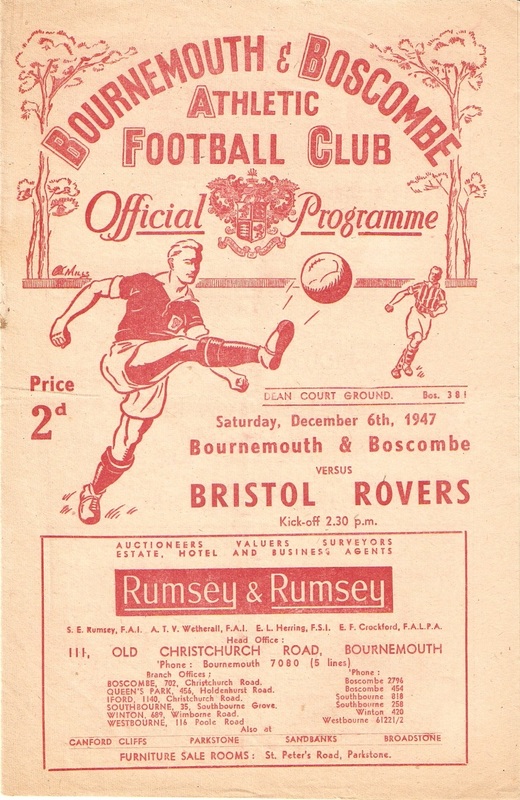 BOURNEMOUTH & BOSCOMBE
ATHLETIC
FOOTBALL CLUB
Official Programme
Price
2d
DEAN COURT GROUND. Bos. 381
Saturday, December 6th, 1947
Bournemouth & Boscombe
VERSUS
BRISTOL ROVERS
Kick-off 2.30 p.m.
AUCTIONEERS VALUERS SURVEYORS
ESTATE, HOTEL AND BUSINESS AGENTS
Rumsey & Rumsey
S. E. Rumsey, F.A.I. A. T. V. Wetherall, F.A.I. E. L. Herring, F.S.I. E. F. Crockford, F.A.L.P.A.
Head Office :
111, OLD CHRISTCHURCH ROAD, BOURNEMOUTH
'Phone : Bournemouth 7080 (5 lines)
Branch Offices : 'Phone :
BOSCOMBE, 702, Christchurch Road. Boscombe 2796
QUEEN'S PARK, 456, Holdenhurst Road. Boscombe 454
IFORD, 1140, Christchurch Road. Southbourne 818
SOUTHBOURNE, 35, Southbourne Grove. Southbourne 258
WINTON, 689, Wimborne Road. Winton 420
WESTBOURNE, 116 Poole Road Westbourne 61221/2
Also at
CANFORD CLIFFS PARKSTONE SANDBANKS BROADSTONE
FURNITURE SALE ROOMS : St. Peter's Road, Parkstone.